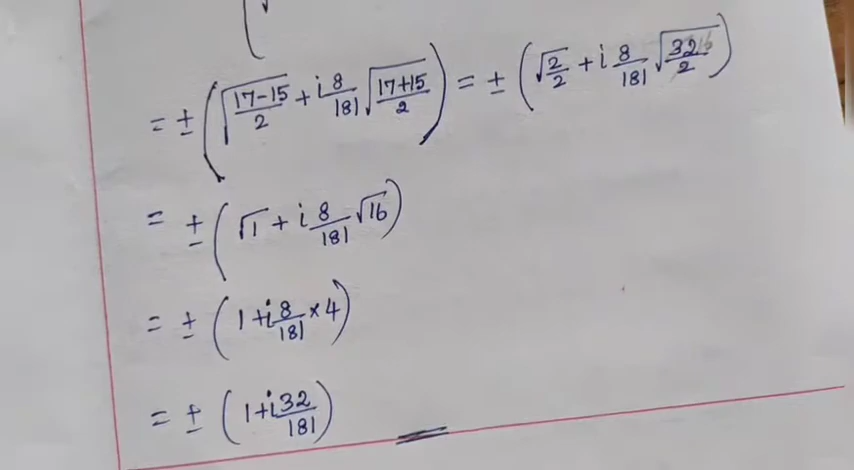 = ± (√(17-15)/2 + i 8/|8| √(17+15)/2) = ± (√2/2 + i 8/|8| √32/2)
= ± (√1 + i 8/|8| √16)
= ± (1 + i 8/|8| × 4)
= ± (1 + i 32/|8|)